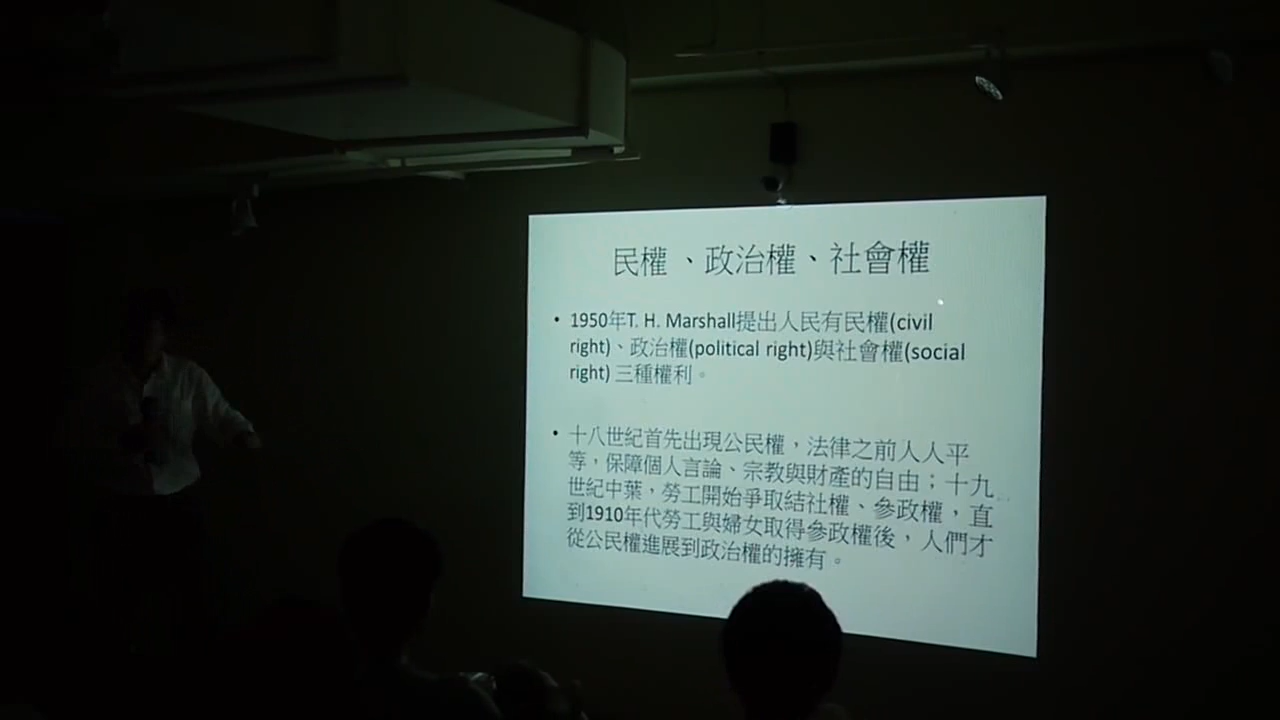 民權、政治權、社會權
• 1950年T. H. Marshall提出人民有民權(civil
right)、政治權(political right)與社會權(social
right) 三種權利。
• 十八世紀首先出現公民權，法律之前人人平
等，保障個人言論、宗教與財產的自由；十九
世紀中葉，勞工開始爭取結社權、參政權，直
到1910年代勞工與婦女取得參政權後，人們才
從公民權進展到政治權的擁有。